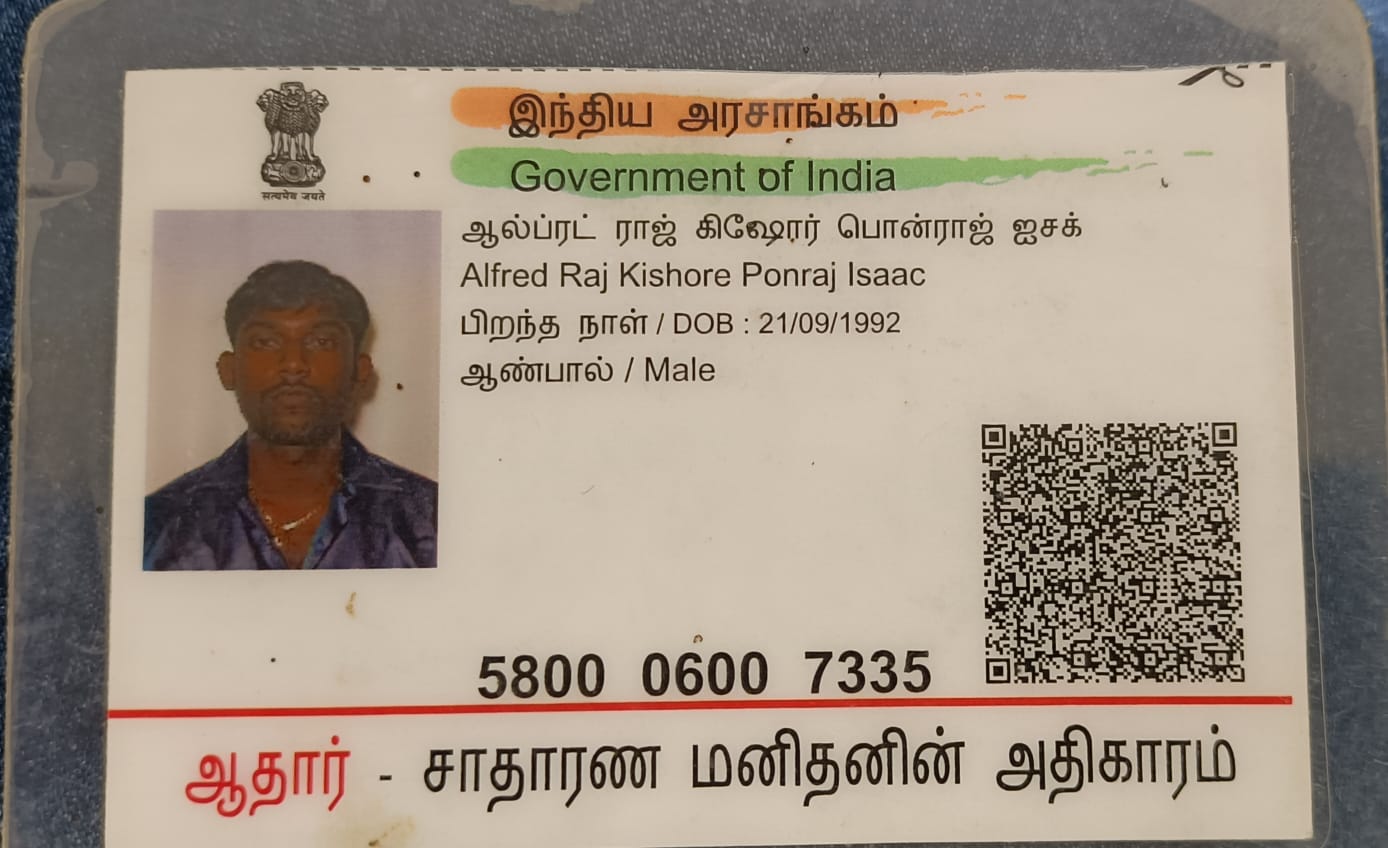 இந்திய அரசாங்கம்
Government of India
सत्यमेव जयते
ஆல்ப்ரட் ராஜ் கிஷோர் பொன்ராஜ் ஐசக்
Alfred Raj Kishore Ponraj Isaac
பிறந்த நாள் / DOB : 21/09/1992
ஆண்பால் / Male
5800 0600 7335
ஆதார் - சாதாரண மனிதனின் அதிகாரம்